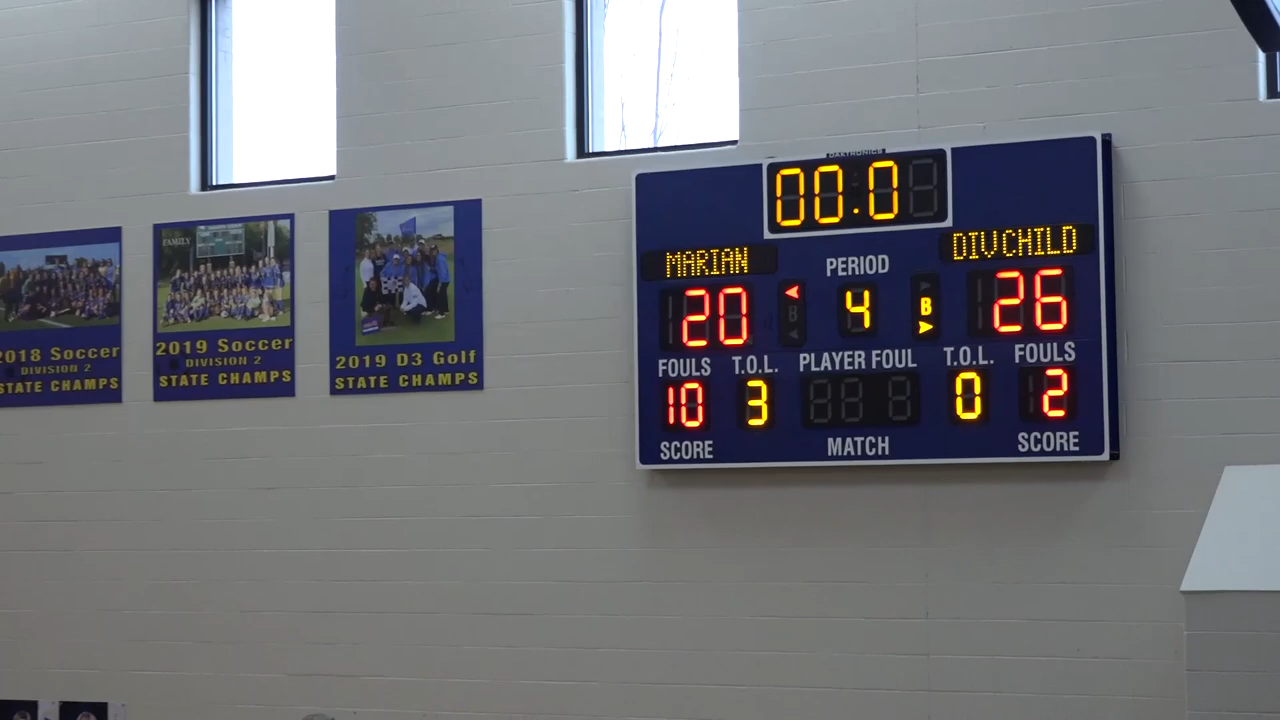 FAMILY
2018 Soccer
DIVISION 2
STATE CHAMPS
2019 Soccer
DIVISION 2
STATE CHAMPS
2019 D3 Golf
STATE CHAMPS
DAKTRONICS
00.0
MARIAN
DIVCHILD
PERIOD
20
4
B
B
26
FOULS T.O.L. PLAYER FOUL T.O.L. FOULS
10 3 0 2
SCORE MATCH SCORE